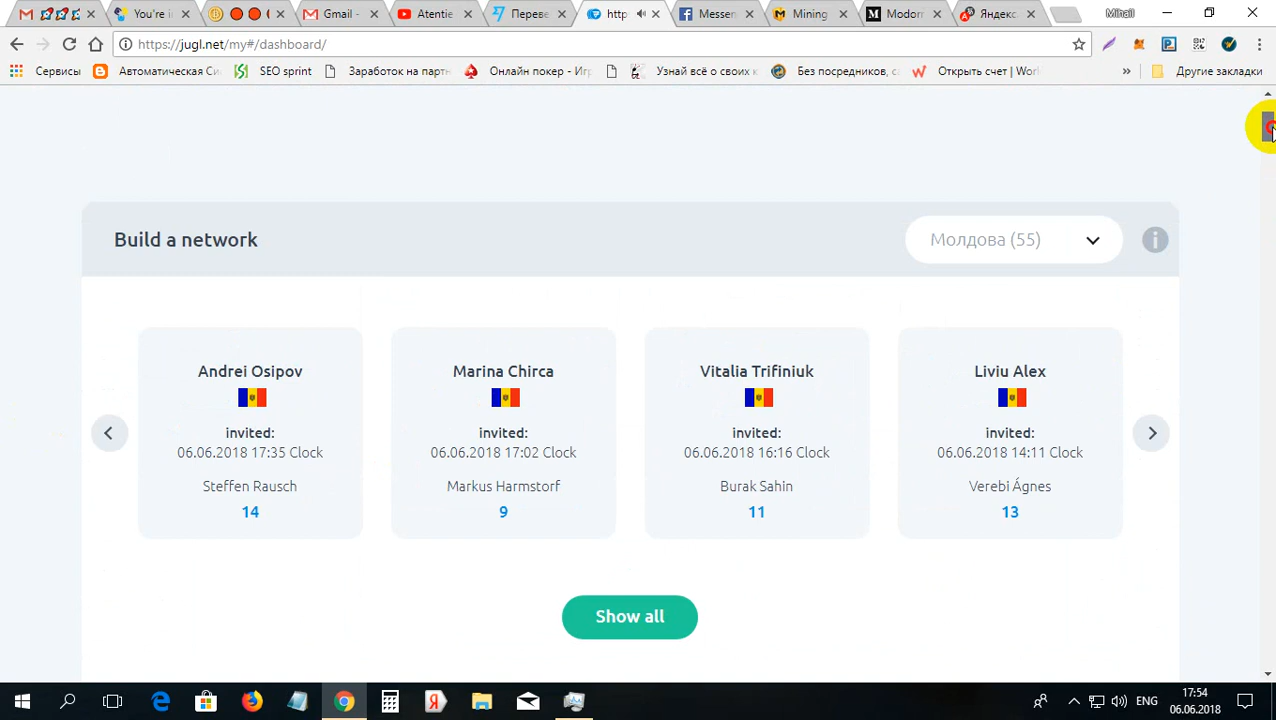 You're in
Gmail -
Atentie
Переве
http
Messen
Mining
Modorn
Яндекс
Mihail
https://jugl.net/my#/dashboard/
Сервисы
Автоматическая Си
SEO sprint
Заработок на парт
Онлайн покер - Иг
Узнай всё о своих к
Без посредников, с
Открыть счет | Worl
»
Другие закладки
Build a network
Молдова (55)
Andrei Osipov
invited:
06.06.2018 17:35 Clock
Steffen Rausch
14
Marina Chirca
invited:
06.06.2018 17:02 Clock
Markus Harmstorf
9
Vitalia Trifiniuk
invited:
06.06.2018 16:16 Clock
Burak Sahin
11
Liviu Alex
invited:
06.06.2018 14:11 Clock
Verebi Ágnes
13
Show all
ENG
17:54
06.06.2018